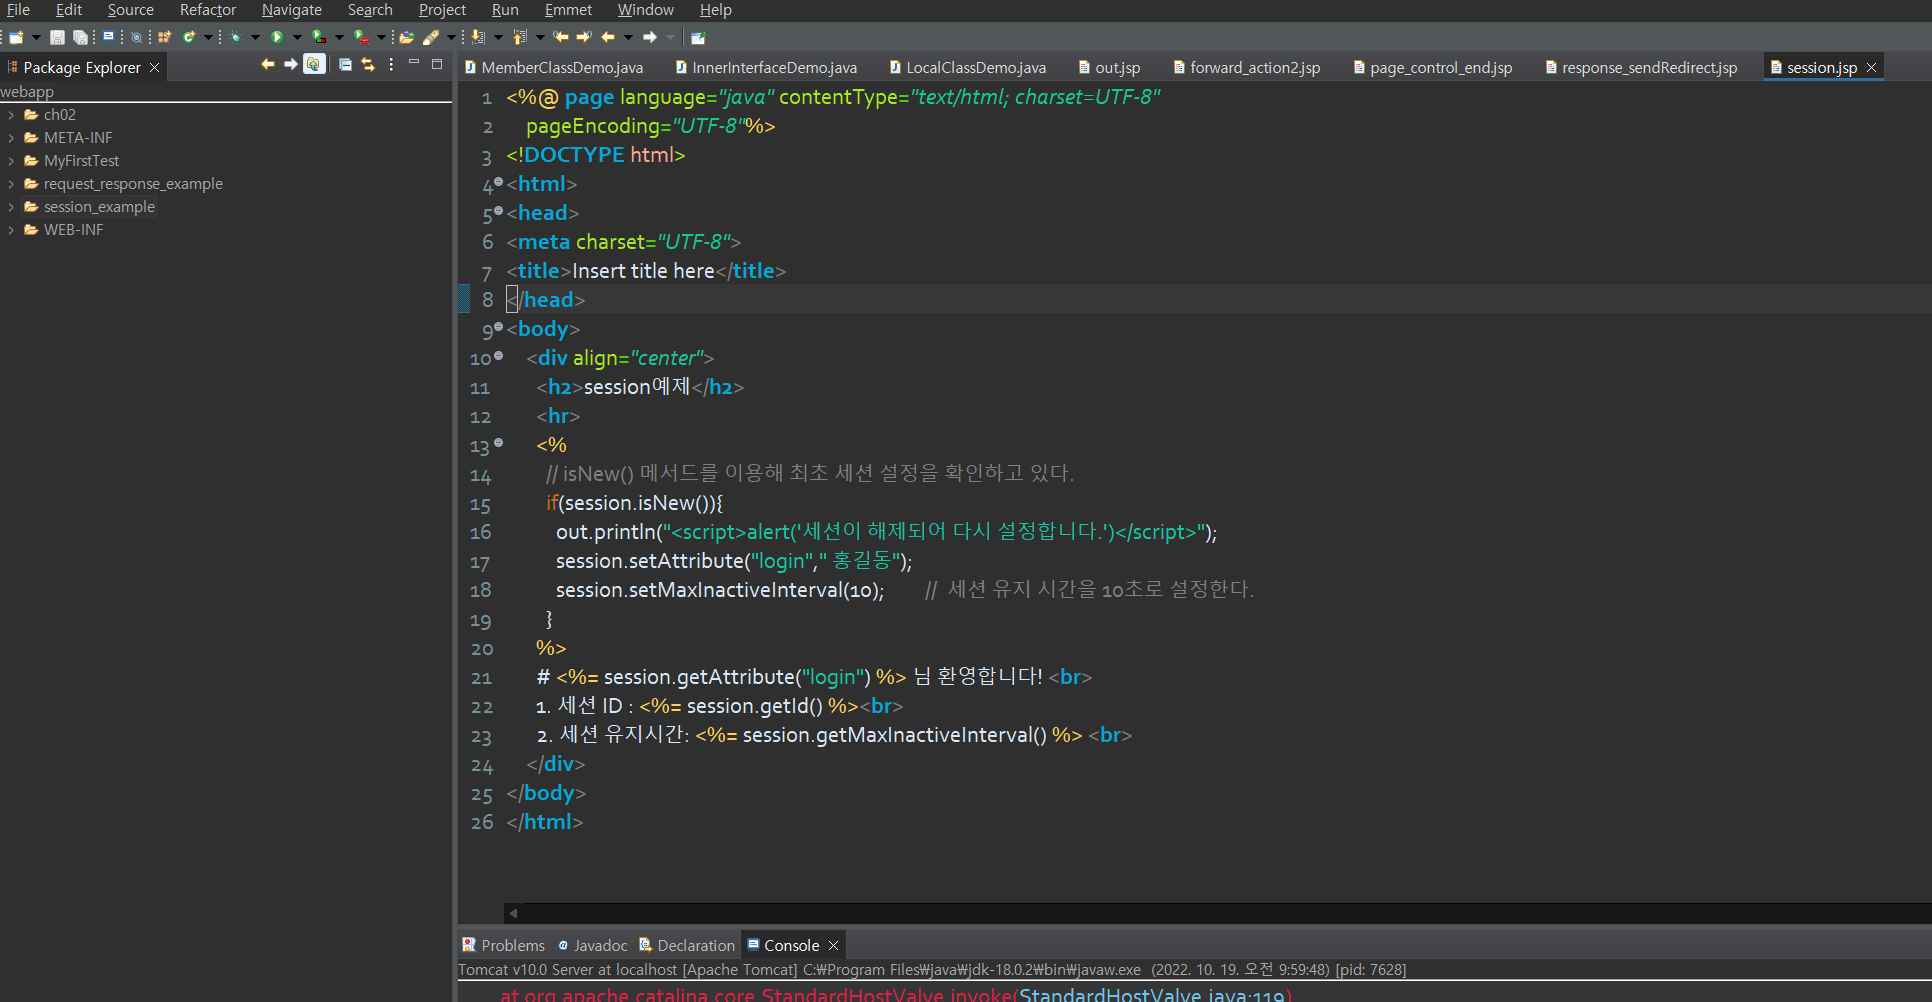 File Edit Source Refactor Navigate Search Project Run Emmet Window Help
Package Explorer
webapp
ch02
META-INF
MyFirstTest
request_response_example
session_example
WEB-INF
MemberClassDemo.java InnerInterfaceDemo.java LocalClassDemo.java out.jsp forward_action2.jsp page_control_end.jsp response_sendRedirect.jsp session.jsp
1 <%@ page language="java" contentType="text/html; charset=UTF-8"
2 pageEncoding="UTF-8"%>
3 <!DOCTYPE html>
4 <html>
5 <head>
6 <meta charset="UTF-8">
7 <title>Insert title here</title>
8 </head>
9 <body>
10 <div align="center">
11 <h2>session예제</h2>
12 <hr>
13 <%
14 // isNew() 메서드를 이용해 최초 세션 설정을 확인하고 있다.
15 if(session.isNew()){
16 out.println("<script>alert('세션이 해제되어 다시 설정합니다.')</script>");
17 session.setAttribute("login"," 홍길동");
18 session.setMaxInactiveInterval(10); // 세션 유지 시간을 10초로 설정한다.
19 }
20 %>
21 # <%= session.getAttribute("login") %> 님 환영합니다! <br>
22 1. 세션 ID : <%= session.getId() %><br>
23 2. 세션 유지시간: <%= session.getMaxInactiveInterval() %> <br>
24 </div>
25 </body>
26 </html>
Problems Javadoc Declaration Console
Tomcat v10.0 Server at localhost [Apache Tomcat] C:₩Program Files₩java₩jdk-18.0.2₩bin₩javaw.exe (2022. 10. 19. 오전 9:59:48) [pid: 7628]
at org.apache.catalina.core.StandardHostValve.invoke(StandardHostValve.java:119)